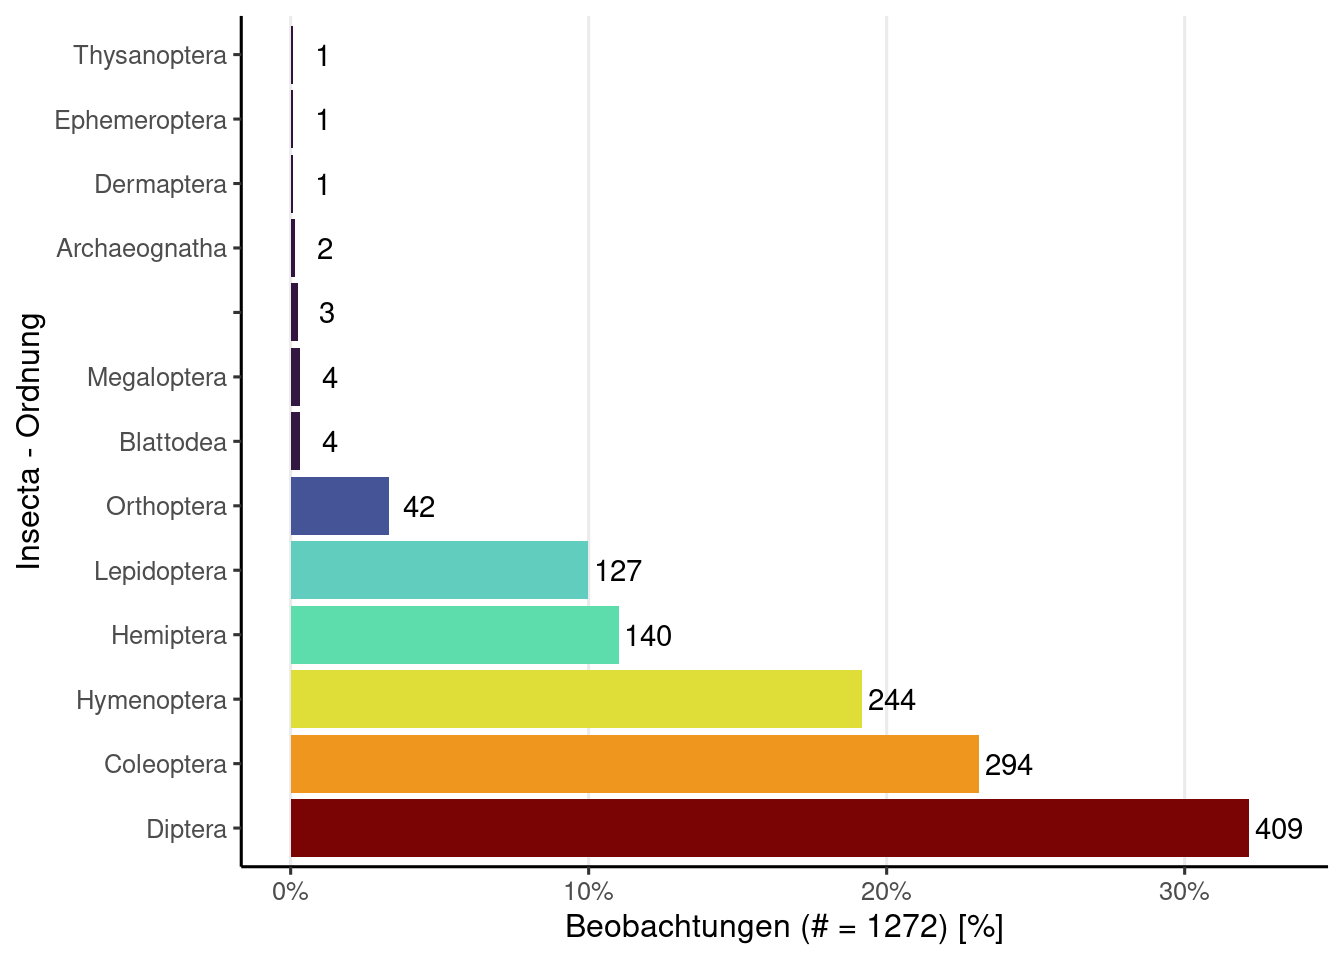 Insecta - Ordnung
Thysanoptera 1
Ephemeroptera 1
Dermaptera 1
Archaeognatha 2
3
Megaloptera 4
Blattodea 4
Orthoptera 42
Lepidoptera 127
Hemiptera 140
Hymenoptera 244
Coleoptera 294
Diptera 409
0% 10% 20% 30%
Beobachtungen (# = 1272) [%]